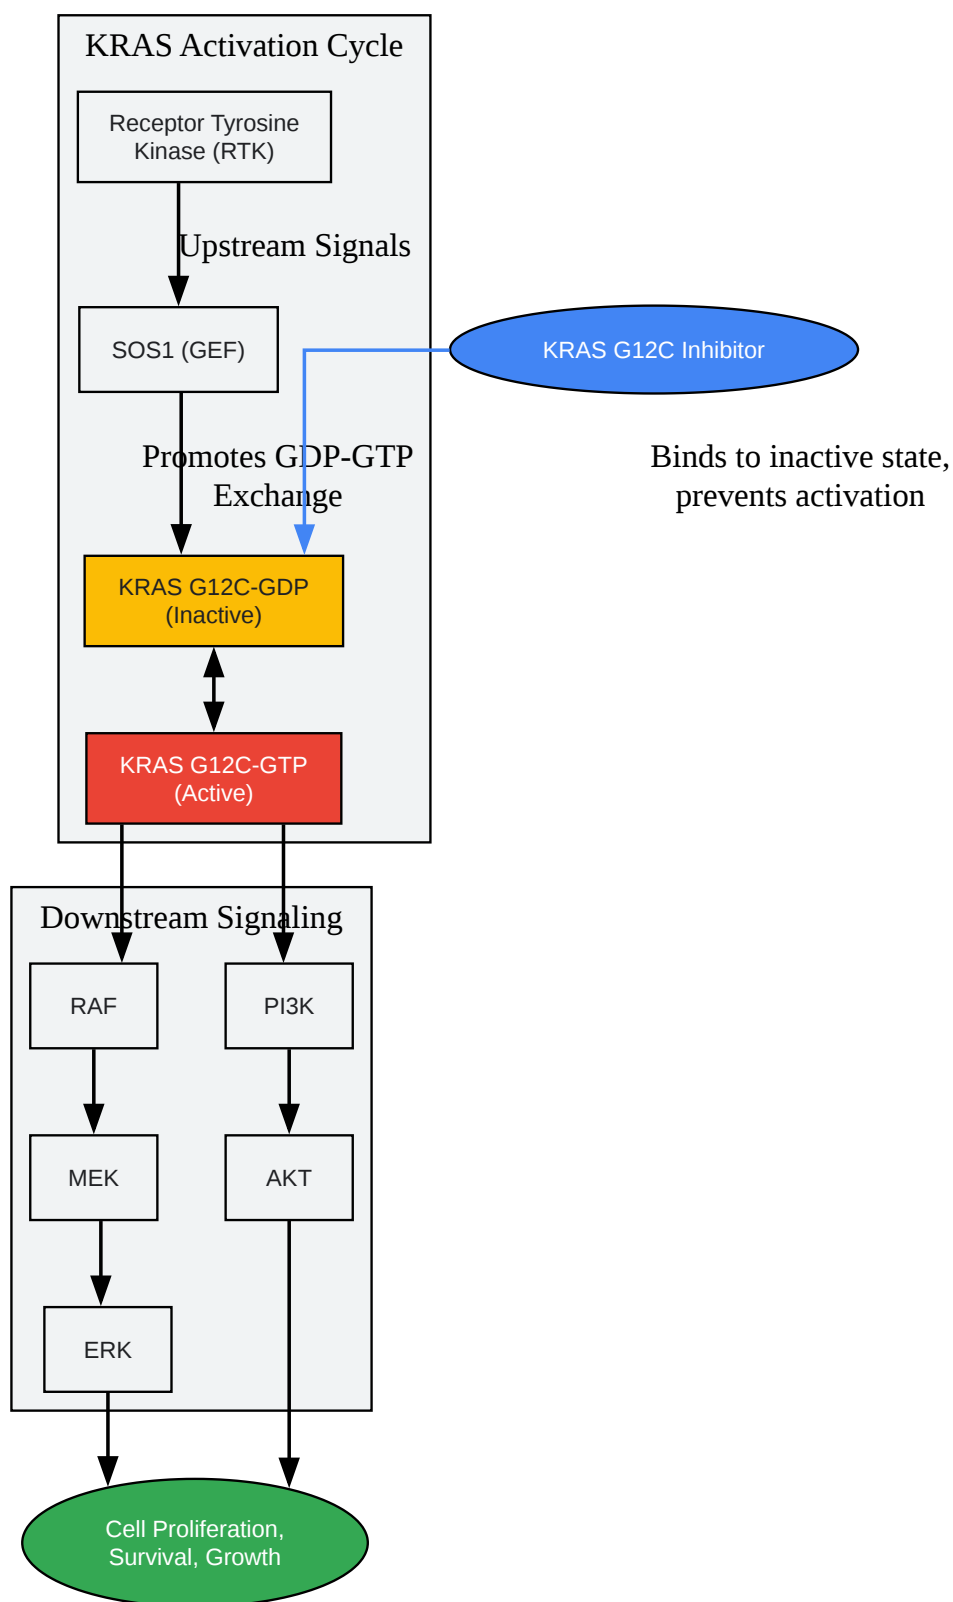 KRAS Activation Cycle
Receptor Tyrosine
Kinase (RTK)
Upstream Signals
SOS1 (GEF)
KRAS G12C Inhibitor
Promotes GDP-GTP
Exchange
Binds to inactive state,
prevents activation
KRAS G12C-GDP
(Inactive)
KRAS G12C-GTP
(Active)
Downstream Signaling
RAF
PI3K
MEK
AKT
ERK
Cell Proliferation,
Survival, Growth